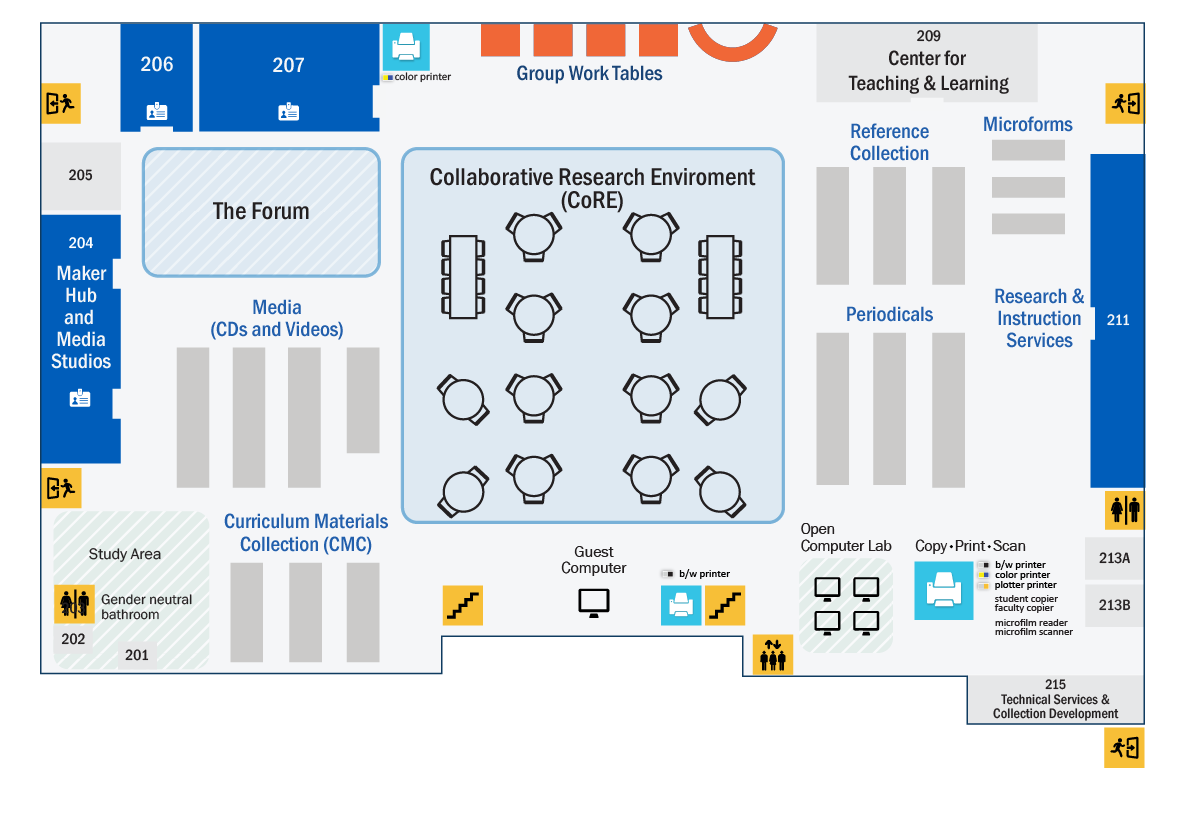 206
207
color printer
Group Work Tables
209
Center for
Teaching & Learning
205
204
Maker
Hub
and
Media
Studios
The Forum
Collaborative Research Enviroment
(CoRE)
Reference
Collection
Microforms
Media
(CDs and Videos)
Periodicals
Research &
Instruction
Services
211
Curriculum Materials
Collection (CMC)
Study Area
Gender neutral
bathroom
202
201
Guest
Computer
b/w printer
Open
Computer Lab
Copy•Print•Scan
b/w printer
color printer
plotter printer
student copier
faculty copier
microfilm reader
microfilm scanner
213A
213B
215
Technical Services &
Collection Development